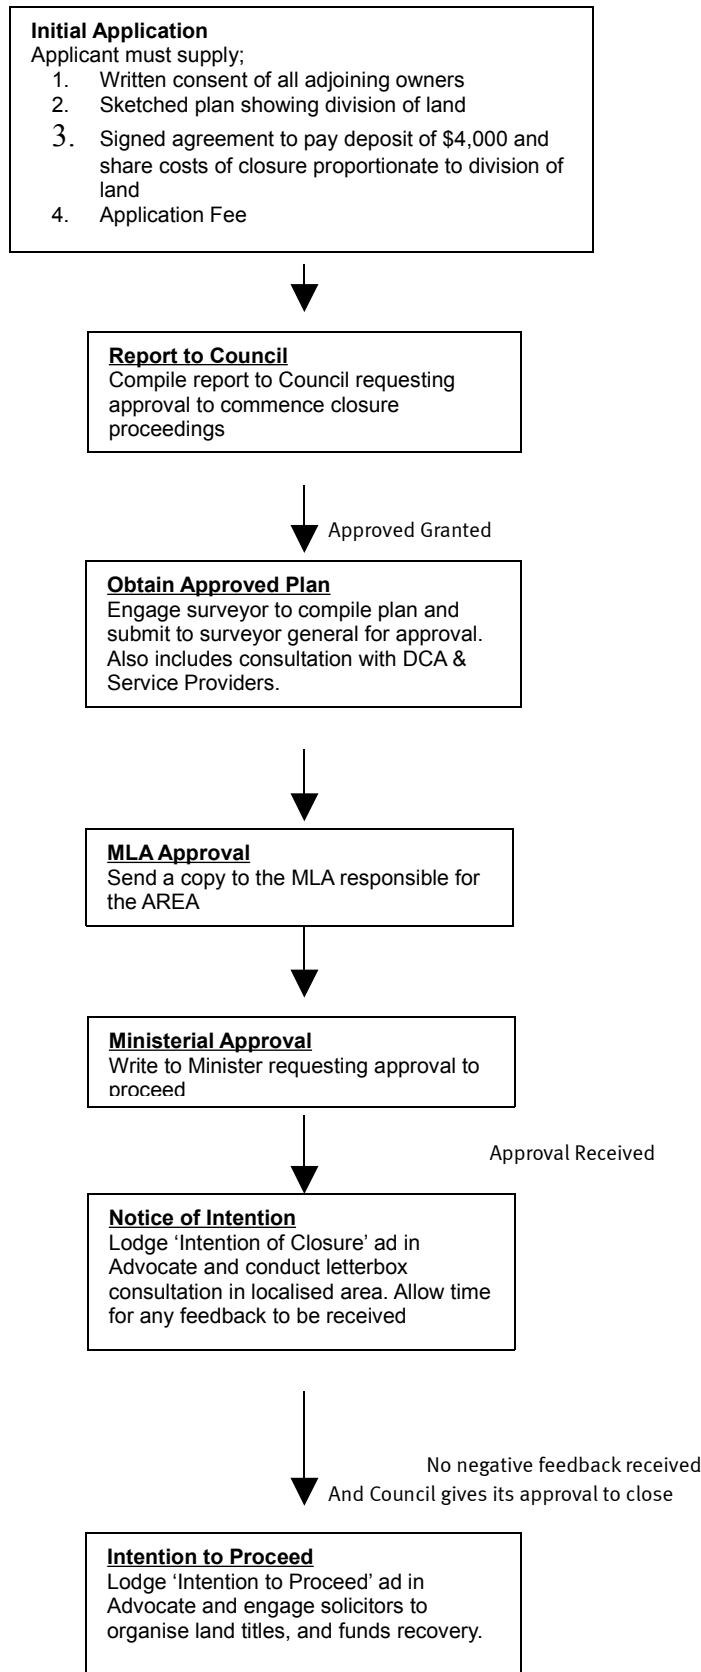 Initial Application
Applicant must supply;
1. Written consent of all adjoining owners
2. Sketched plan showing division of land
3. Signed agreement to pay deposit of $4,000 and
share costs of closure proportionate to division of
land
4. Application Fee
Report to Council
Compile report to Council requesting
approval to commence closure
proceedings
Approved Granted
Obtain Approved Plan
Engage surveyor to compile plan and
submit to surveyor general for approval.
Also includes consultation with DCA &
Service Providers.
MLA Approval
Send a copy to the MLA responsible for
the AREA
Ministerial Approval
Write to Minister requesting approval to
proceed
Approval Received
Notice of Intention
Lodge ‘Intention of Closure’ ad in
Advocate and conduct letterbox
consultation in localised area. Allow time
for any feedback to be received
No negative feedback received
And Council gives its approval to close
Intention to Proceed
Lodge ‘Intention to Proceed’ ad in
Advocate and engage solicitors to
organise land titles, and funds recovery.